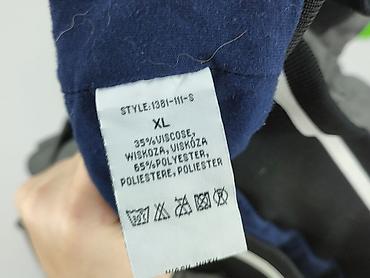 STYLE:1381-111-S
XL
35%VISCOSE,
WISKOZA, VISKÓZA
65%POLYESTER,
POLIESTERE, POLIESTER